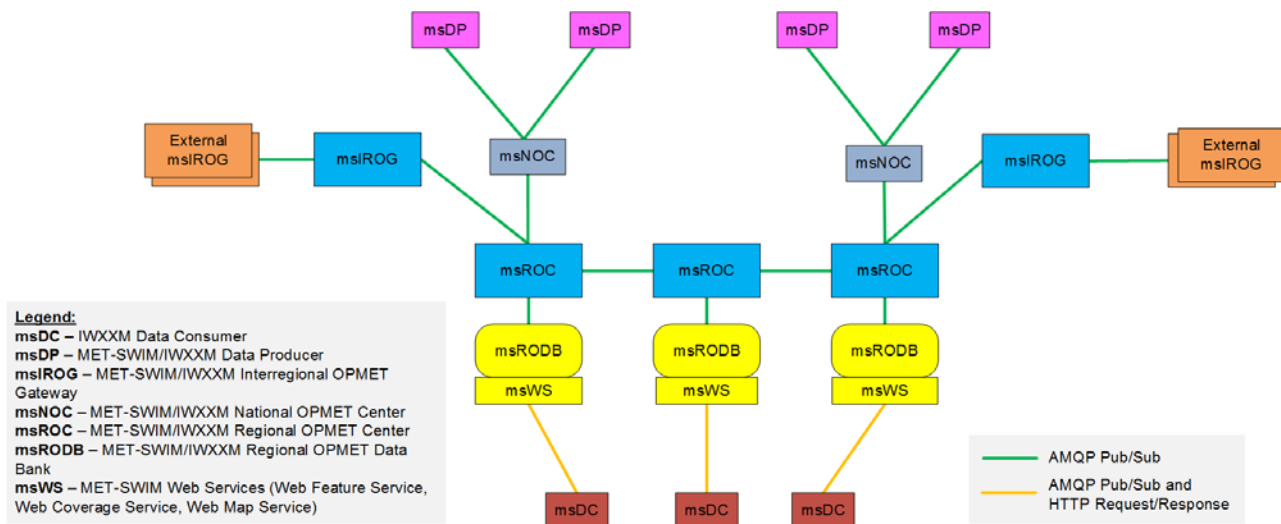 msDP
msDP
msDP
msDP
External
msIROG
msIROG
msNOC
msNOC
msIROG
External
msIROG
msROC
msROC
msROC
msRODB
msRODB
msRODB
msWS
msWS
msWS
msDC
msDC
msDC
Legend:
msDC – IWXXM Data Consumer
msDP – MET-SWIM/IWXXM Data Producer
msIROG – MET-SWIM/IWXXM Interregional OPMET
Gateway
msNOC – MET-SWIM/IWXXM National OPMET Center
msROC – MET-SWIM/IWXXM Regional OPMET Center
msRODB – MET-SWIM/IWXXM Regional OPMET Data
Bank
msWS – MET-SWIM Web Services (Web Feature Service,
Web Coverage Service, Web Map Service)
AMQP Pub/Sub
AMQP Pub/Sub and
HTTP Request/Response